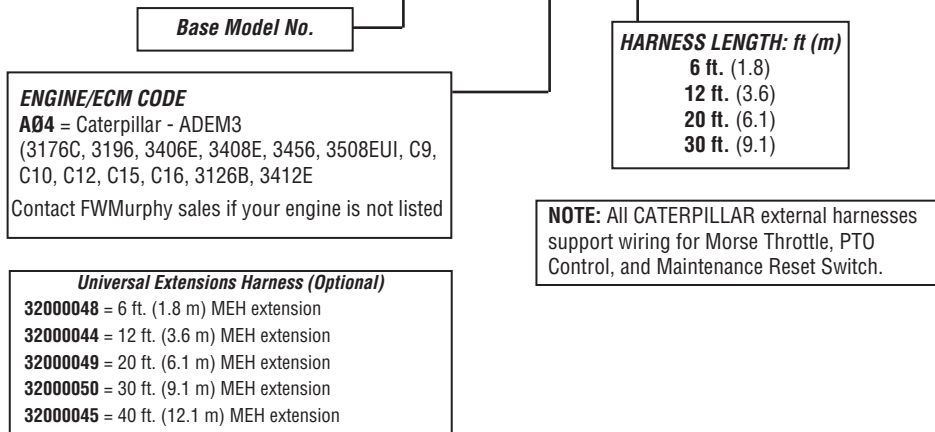 Base Model No.
HARNESS LENGTH: ft (m)
6 ft. (1.8)
12 ft. (3.6)
20 ft. (6.1)
30 ft. (9.1)
ENGINE/ECM CODE
AØ4 = Caterpillar - ADEM3
(3176C, 3196, 3406E, 3408E, 3456, 3508EUI, C9,
C10, C12, C15, C16, 3126B, 3412E
Contact FWMurphy sales if your engine is not listed
NOTE: All CATERPILLAR external harnesses
support wiring for Morse Throttle, PTO
Control, and Maintenance Reset Switch.
Universal Extensions Harness (Optional)
32000048 = 6 ft. (1.8 m) MEH extension
32000044 = 12 ft. (3.6 m) MEH extension
32000049 = 20 ft. (6.1 m) MEH extension
32000050 = 30 ft. (9.1 m) MEH extension
32000045 = 40 ft. (12.1 m) MEH extension